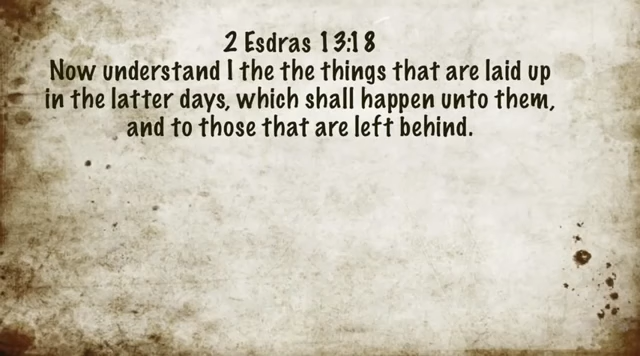 2 Esdras 13:18
Now understand I the the things that are laid up
in the latter days, which shall happen unto them,
and to those that are left behind.